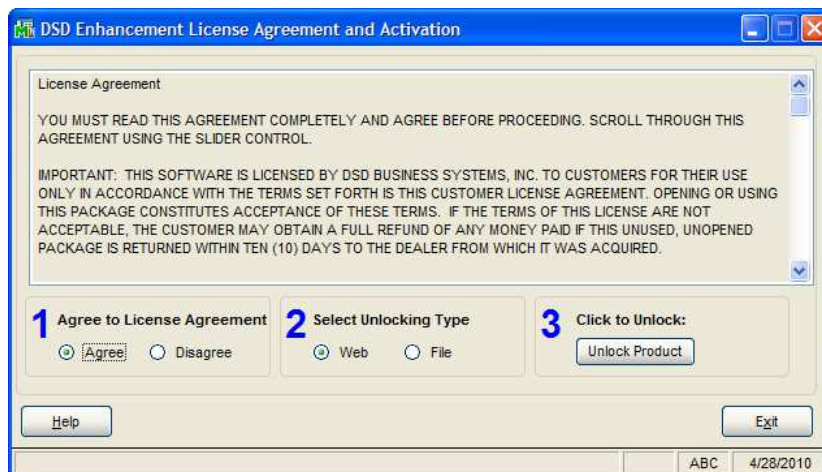 DSD Enhancement License Agreement and Activation
License Agreement
YOU MUST READ THIS AGREEMENT COMPLETELY AND AGREE BEFORE PROCEEDING. SCROLL THROUGH THIS
AGREEMENT USING THE SLIDER CONTROL.
IMPORTANT: THIS SOFTWARE IS LICENSED BY DSD BUSINESS SYSTEMS, INC. TO CUSTOMERS FOR THEIR USE
ONLY IN ACCORDANCE WITH THE TERMS SET FORTH IS THIS CUSTOMER LICENSE AGREEMENT. OPENING OR USING
THIS PACKAGE CONSTITUTES ACCEPTANCE OF THESE TERMS. IF THE TERMS OF THIS LICENSE ARE NOT
ACCEPTABLE, THE CUSTOMER MAY OBTAIN A FULL REFUND OF ANY MONEY PAID IF THIS UNUSED, UNOPENED
PACKAGE IS RETURNED WITHIN TEN (10) DAYS TO THE DEALER FROM WHICH IT WAS ACQUIRED.
1 Agree to License Agreement
Agree Disagree
2 Select Unlocking Type
Web File
3 Click to Unlock:
Unlock Product
Help
Exit
ABC 4/28/2010